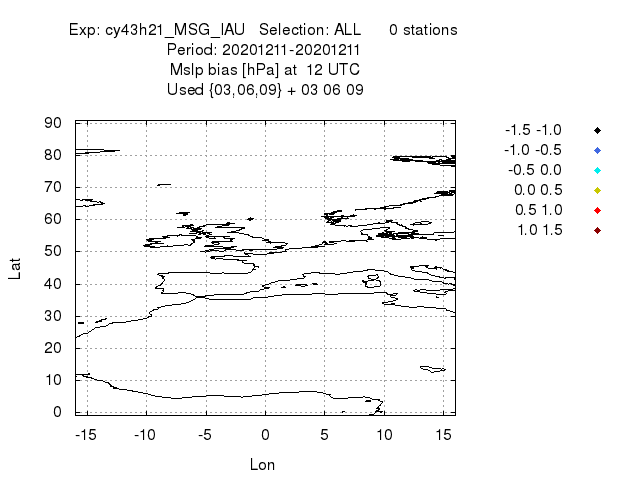 Exp: cy43h21_MSG_IAU Selection: ALL 0 stations
Period: 20201211-20201211
Mslp bias [hPa] at 12 UTC
Used {03,06,09} + 03 06 09
90
80
70
60
50
40
30
20
10
0
Lat
-15 -10 -5 0 5 10 15
Lon
-1.5 -1.0
-1.0 -0.5
-0.5 0.0
0.0 0.5
0.5 1.0
1.0 1.5